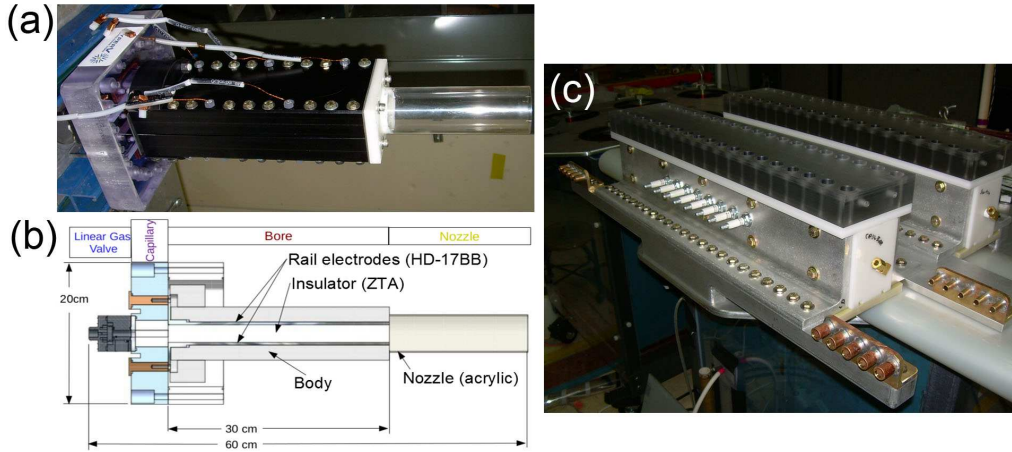 (a)
(b)
Linear Gas
Valve
Capillary
Bore
Nozzle
Rail electrodes (HD-17BB)
Insulator (ZTA)
20cm
Body
Nozzle (acrylic)
30 cm
60 cm
(c)